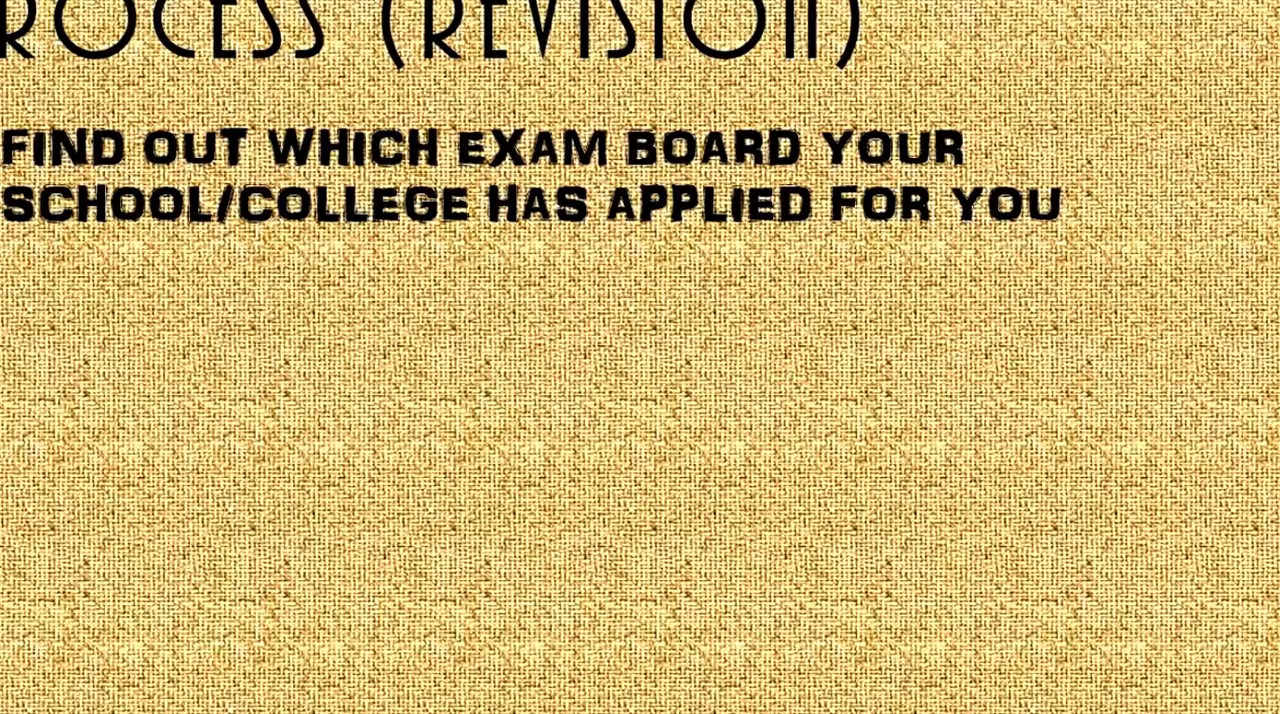 ROCESS (REVISION)
FIND OUT WHICH EXAM BOARD YOUR
SCHOOL/COLLEGE HAS APPLIED FOR YOU